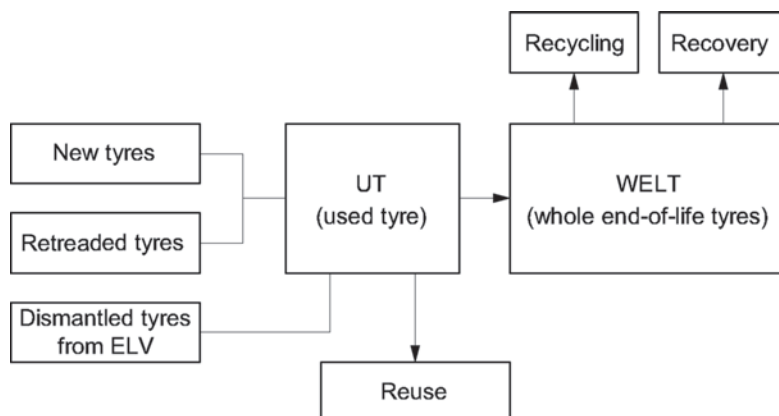 Recycling
Recovery
New tyres
UT
(used tyre)
WELT
(whole end-of-life tyres)
Retreaded tyres
Dismantled tyres
from ELV
Reuse